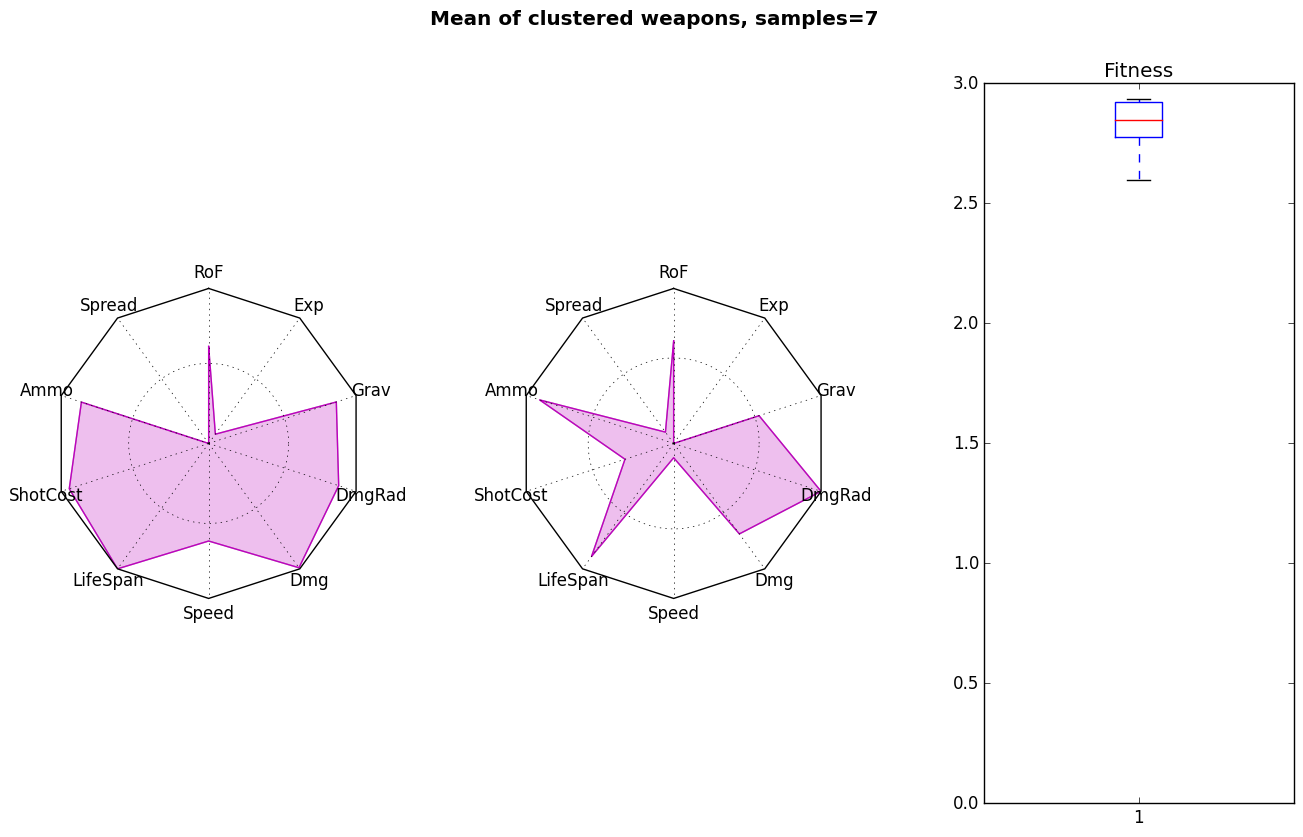 Mean of clustered weapons, samples=7
RoF
Exp
Spread
Grav
Ammo
DmgRad
ShotCost
Dmg
LifeSpan
Speed
RoF
Exp
Spread
Grav
Ammo
DmgRad
ShotCost
Dmg
LifeSpan
Speed
Fitness
3.0
2.5
2.0
1.5
1.0
0.5
0.0
1